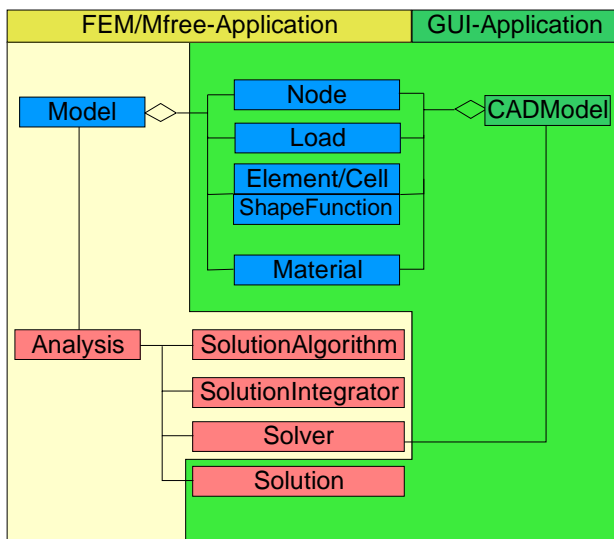 FEM/Mfree-Application
GUI-Application
Node
Model
CADModel
Load
Element/Cell
ShapeFunction
Material
Analysis
SolutionAlgorithm
SolutionIntegrator
Solver
Solution